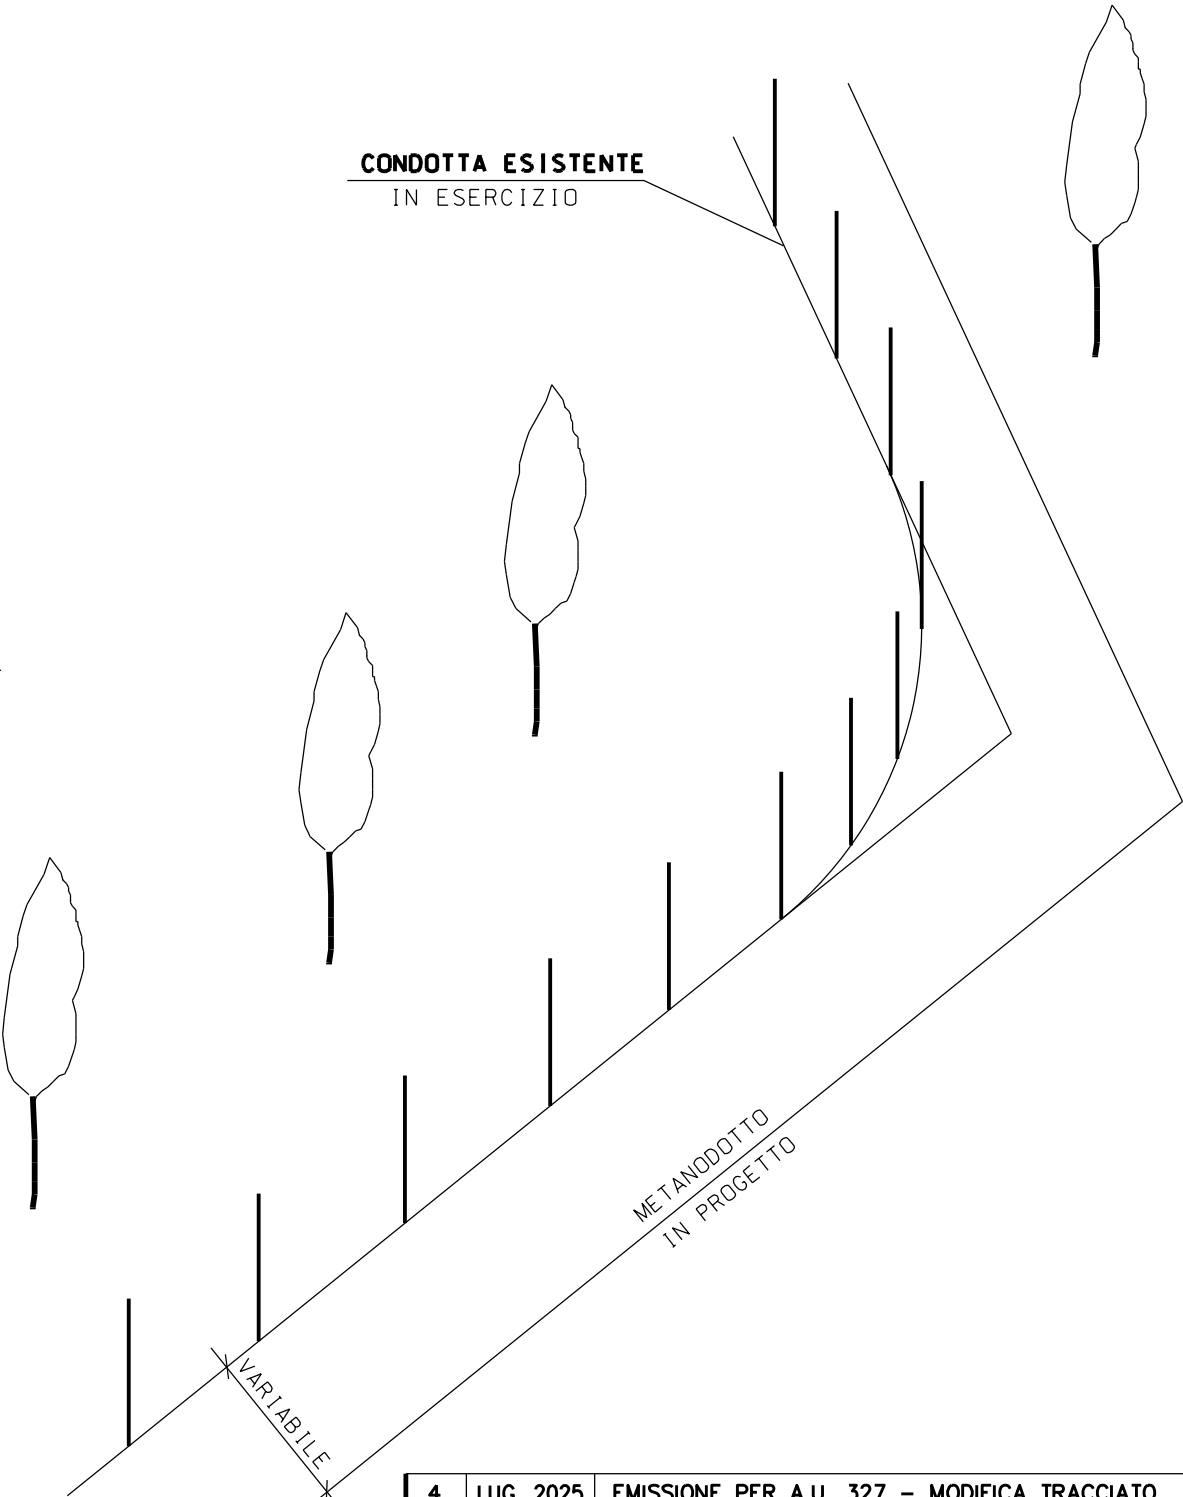 CONDOTTA ESISTENTE
IN ESERCIZIO
METANODOTTO
IN PROGETTO
VARIABILE
4 LUG. 2025 EMISSIONE PER A.U. 327 – MODIFICA TRACCIATO